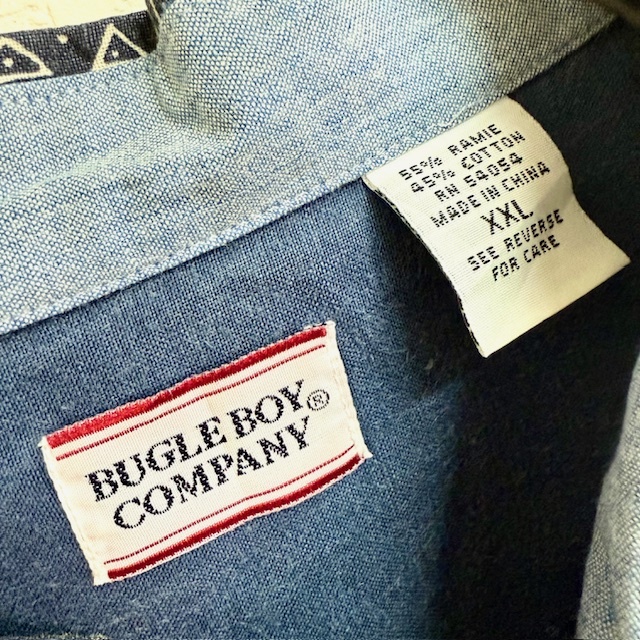 55% RAMIE
45% COTTON
RN 54054
MADE IN CHINA
XXL
SEE REVERSE
FOR CARE
BUGLE BOY®
COMPANY